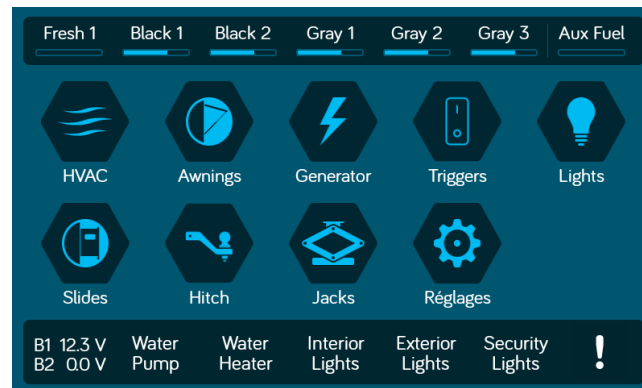 Fresh 1 Black 1 Black 2 Gray 1 Gray 2 Gray 3 Aux Fuel
HVAC Awnings Generator Triggers Lights
Slides Hitch Jacks Réglages
B1 12.3 V
B2 0.0 V
Water
Pump
Water
Heater
Interior
Lights
Exterior
Lights
Security
Lights
!